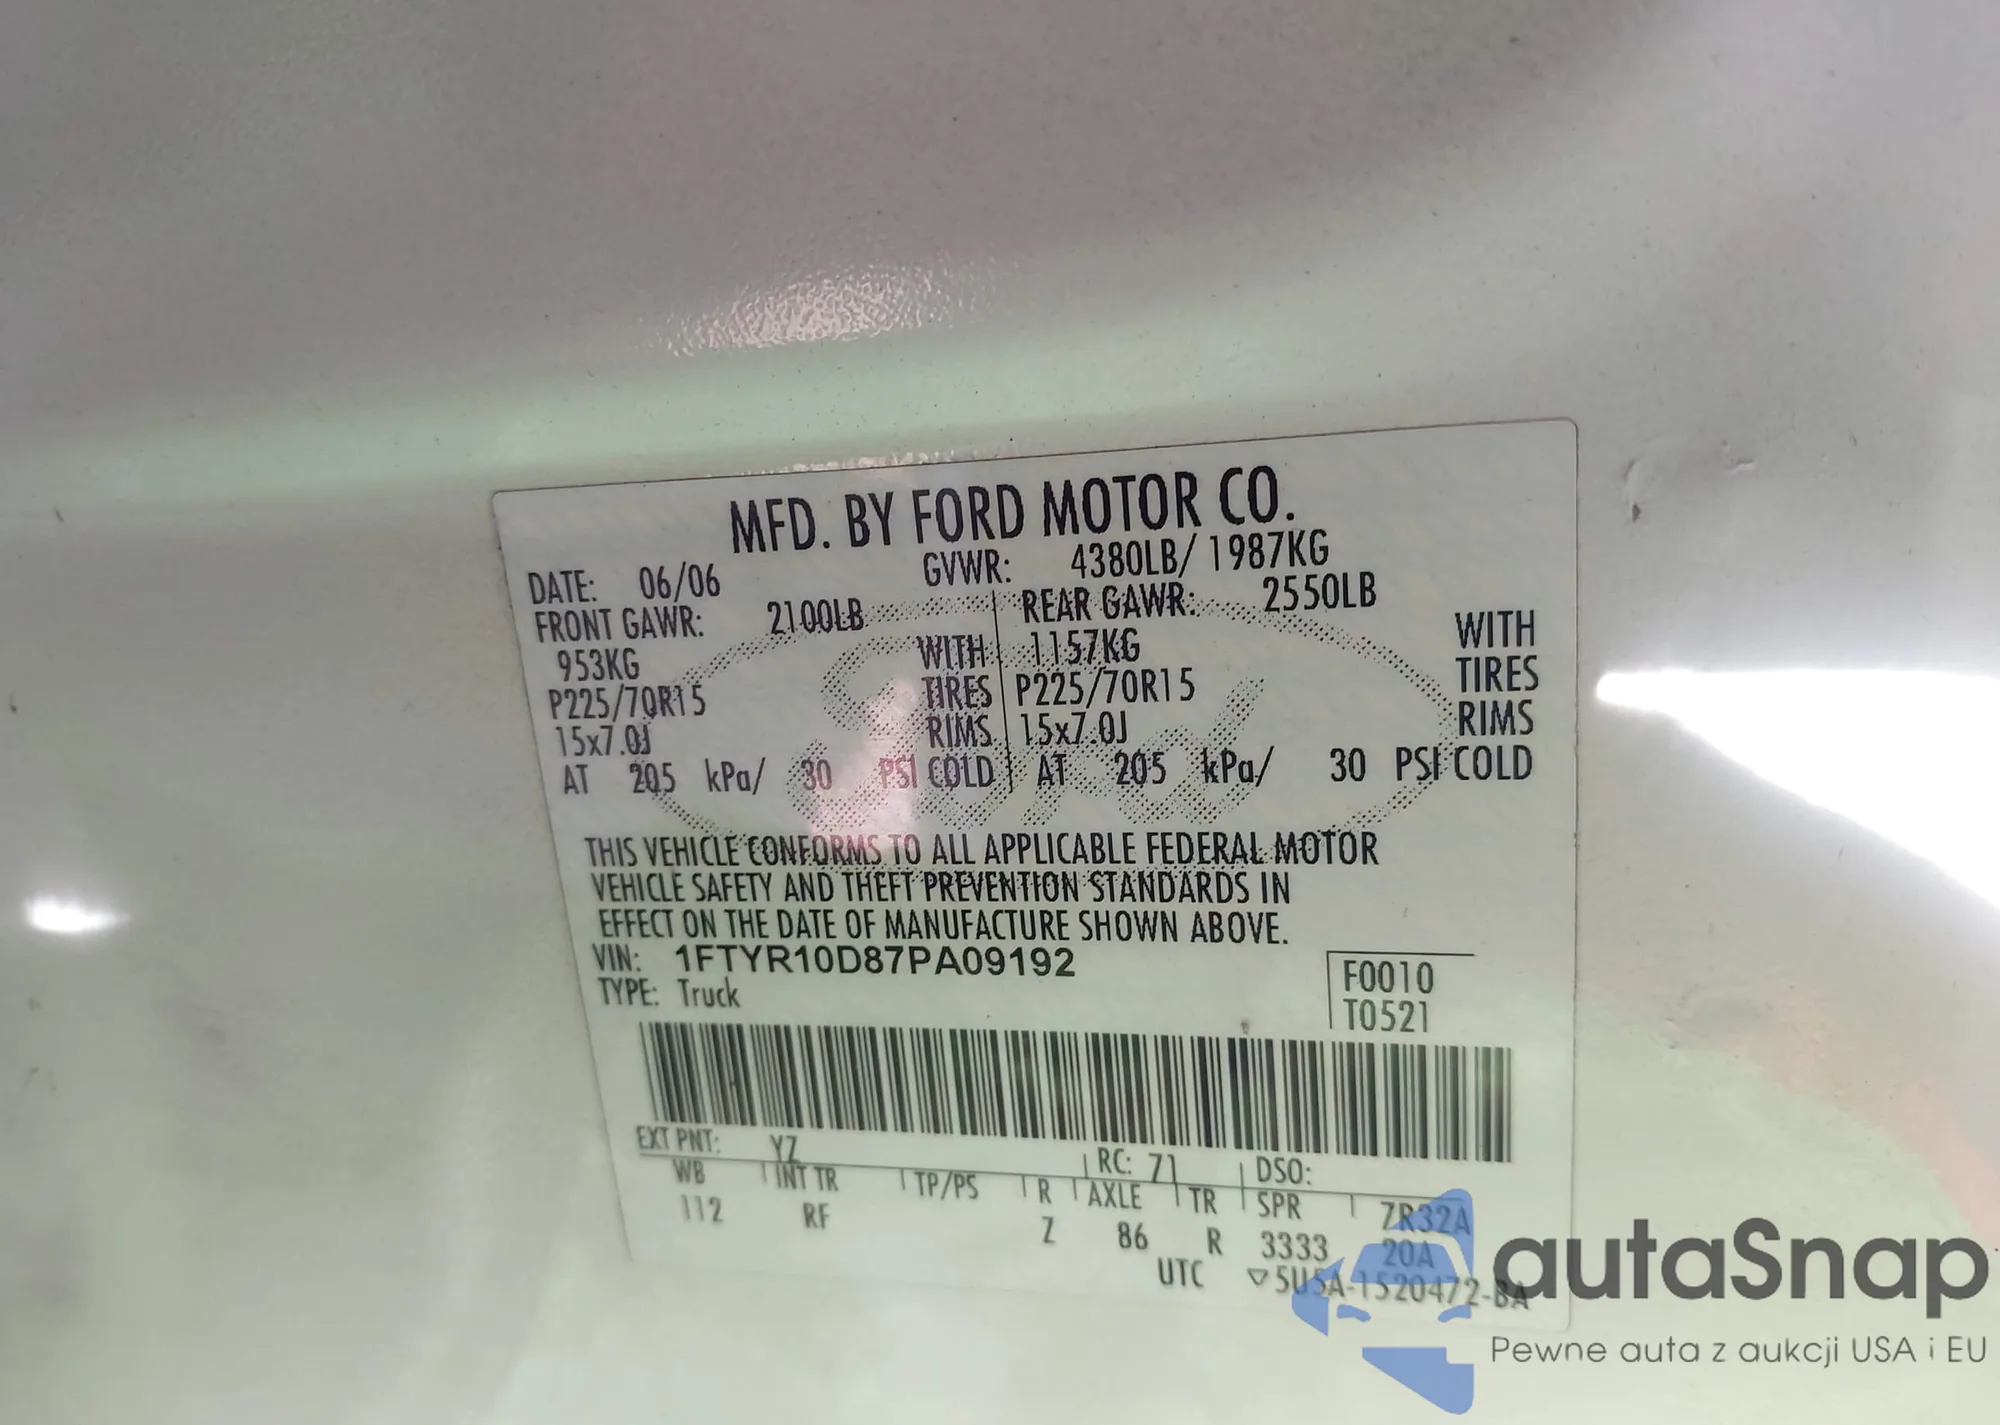 MFD. BY FORD MOTOR CO.
DATE: 06/06 GVWR: 4380LB/ 1987KG
FRONT GAWR: 2100LB REAR GAWR: 2550LB
953KG WITH 1157KG WITH
P225/70R15 TIRES P225/70R15 TIRES
15x7.0J RIMS 15x7.0J RIMS
AT 205 kPa/ 30 PSI COLD AT 205 kPa/ 30 PSI COLD
THIS VEHICLE CONFORMS TO ALL APPLICABLE FEDERAL MOTOR
VEHICLE SAFETY AND THEFT PREVENTION STANDARDS IN
EFFECT ON THE DATE OF MANUFACTURE SHOWN ABOVE.
VIN: 1FTYR10D87PA09192 F0010
TYPE: Truck T0521
EXT PNT: YZ RC: 71 DSO:
WB INT TR TP/PS R AXLE TR SPR 7R32A
112 RF Z 86 R 3333 20A
UTC ▽5U5A-1520472-BA
autaSnap
Pewne auta z aukcji USA i EU